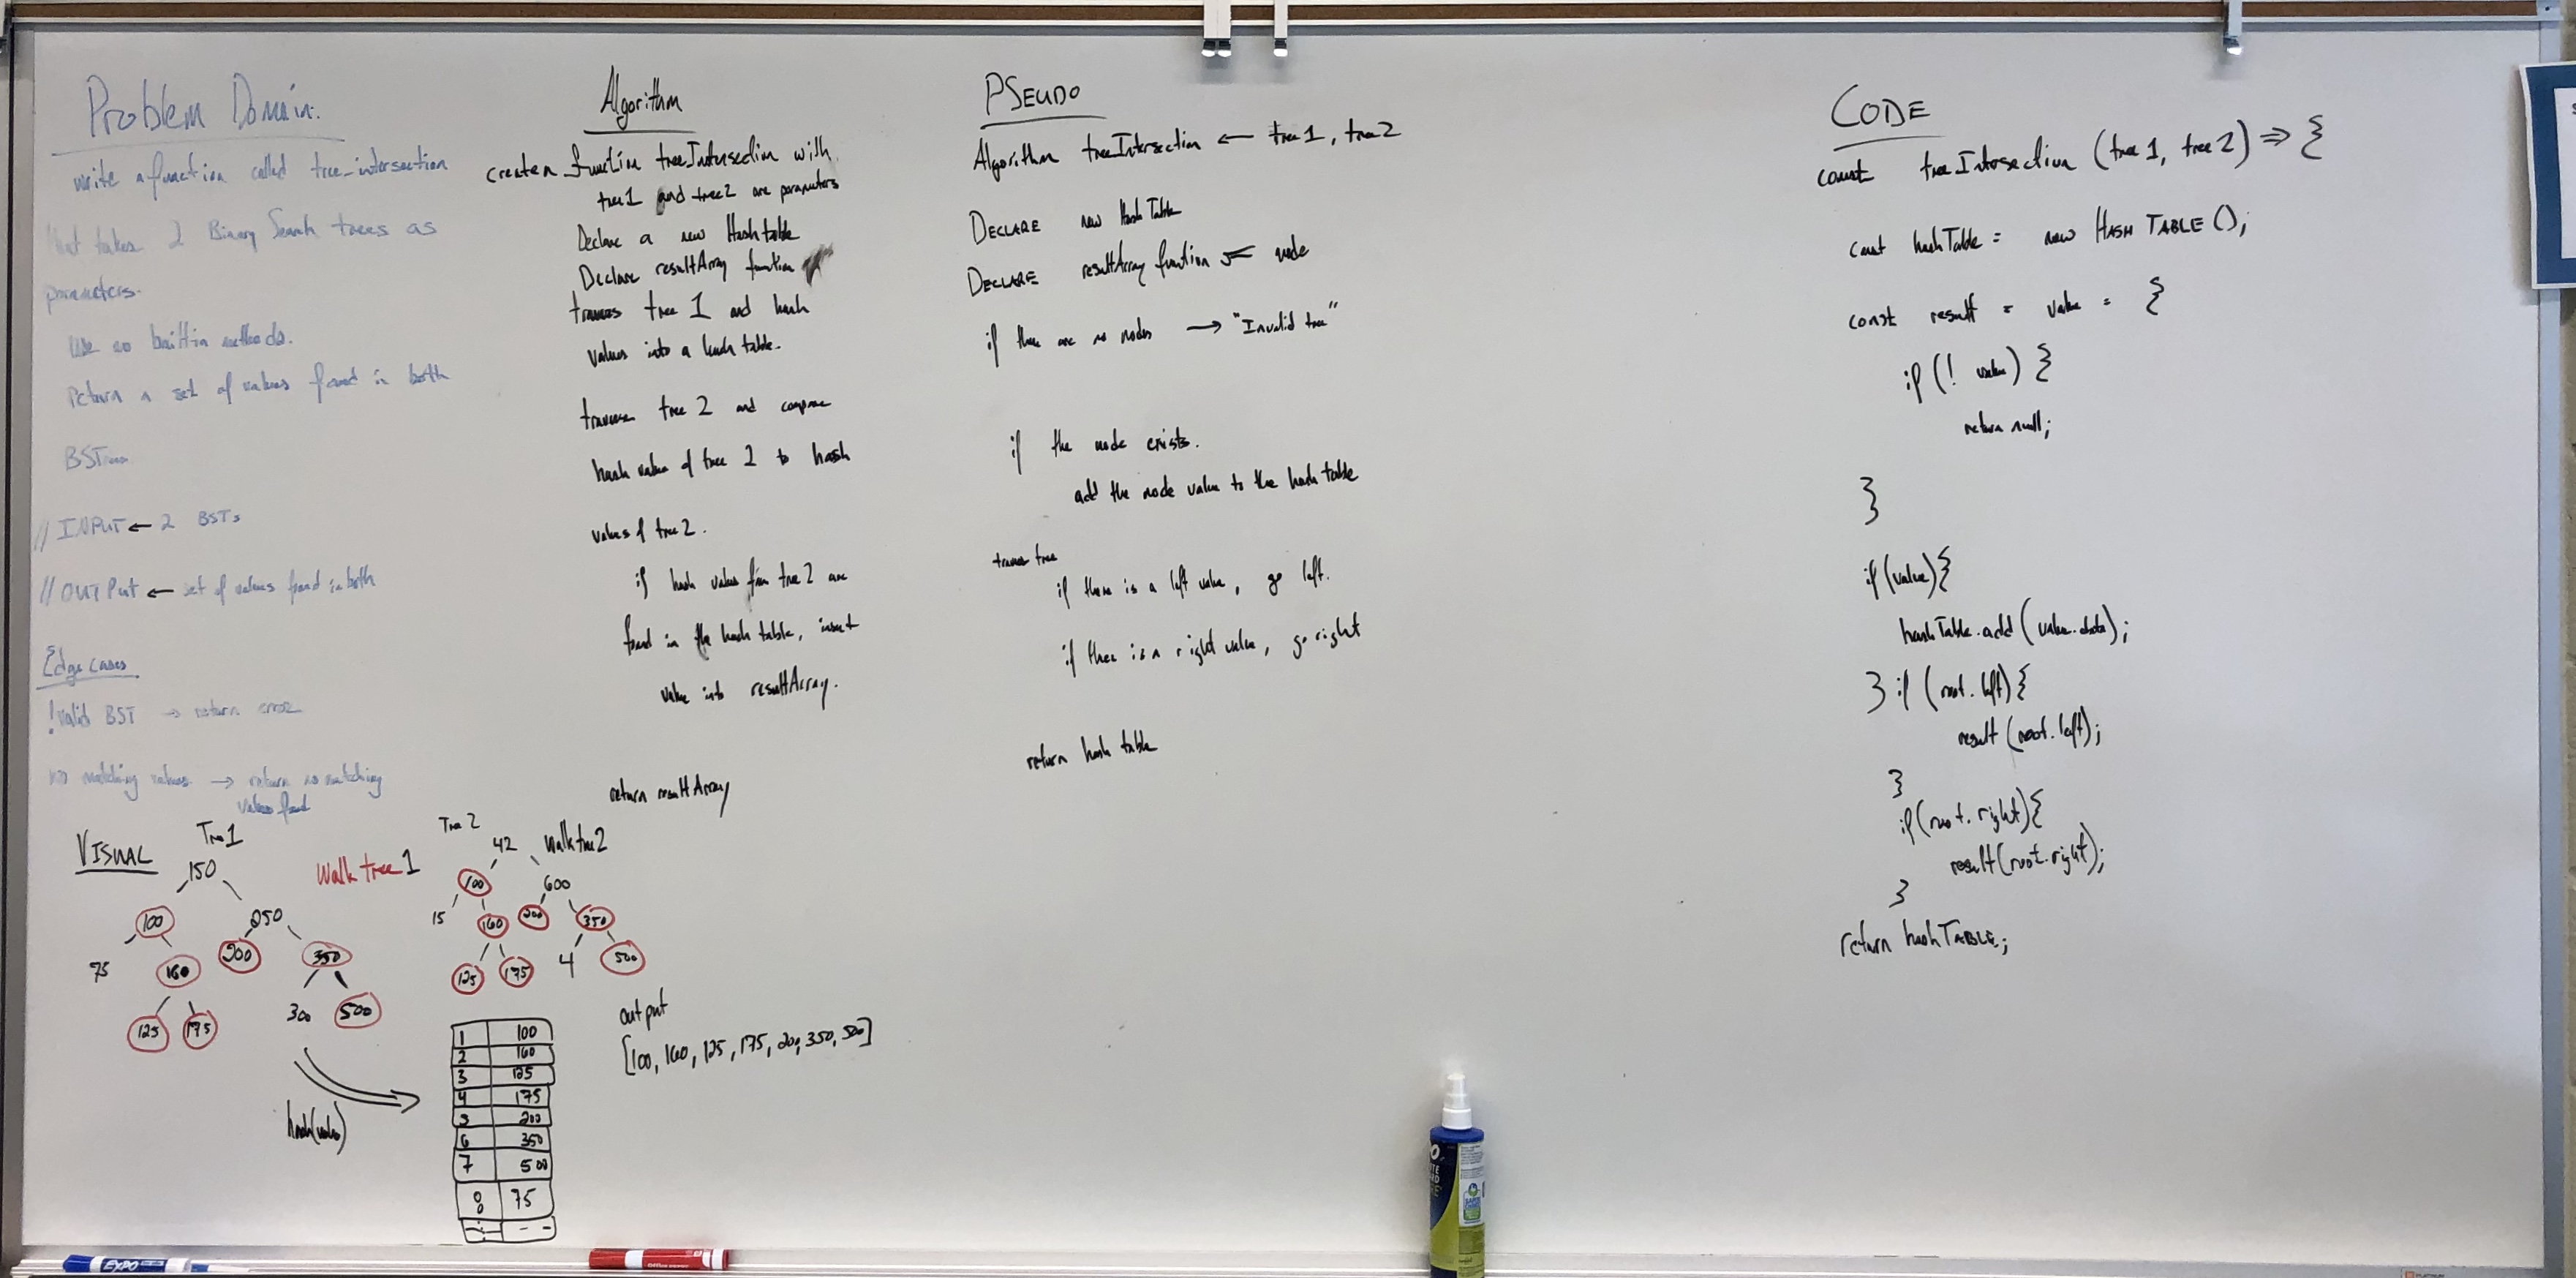 Problem Domain:
write a function called tree_intersection
that takes 2 Binary Search trees as
parameters.
Use no built-in methods.
Return a set of values found in both
BSTrees
// INPUT ← 2 BSTs
// OUTPut ← set of values found in both
Edge cases
!valid BST → return error
no matching values → return no matching
values found
VISUAL
Tree1
150
100
250
75
160
200
350
125
175
300
500
Walk tree 1
hash(value)
Tree 2
42
Walk tree2
100
600
15
160
200
350
125
175
4
500
1 100
2 160
3 125
4 175
5 200
6 350
7 500
8 75
output
[100, 160, 125, 175, 200, 350, 500]
Algorithm
create a function treeIntersection with
tree1 and tree2 are parameters
Declare a new Hashtable
Declare resultArray function
traverse tree 1 and hash
values into a hash table.
traverse tree 2 and compare
hash value of tree 2 to hash
values of tree 2.
if hash values from tree 2 are
found in the hash table, insert
value into resultArray.
return resultArray
PSEUDO
Algorithm treeIntersection ← tree 1, tree 2
DECLARE new HashTable
DECLARE resultArray function ← node
if there are no nodes → "Invalid tree"
if the node exists.
add the node value to the hash table
traverse tree
if there is a left value, go left.
if there is a right value, go right
return hash table
CODE
const treeIntersection (tree 1, tree 2) => {
const hashTable = new HASH TABLE ();
const result = value = {
if (! value) {
return null;
}
if (value) {
hashTable.add (value.data);
} if (root.left) {
result (root.left);
}
if (root.right) {
result (root.right);
}
return hashTABLE;
EXPO